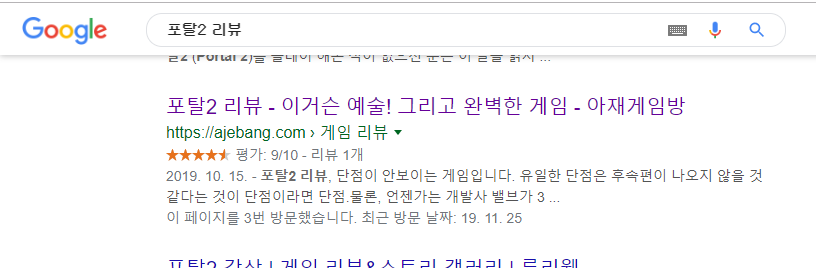 Google
포탈2 리뷰
포탈2 리뷰 - 이거슨 예술! 그리고 완벽한 게임 - 아재게임방
https://ajebang.com › 게임 리뷰
평가: 9/10 - 리뷰 1개
2019. 10. 15. - 포탈2 리뷰, 단점이 안보이는 게임입니다. 유일한 단점은 후속편이 나오지 않을 것
같다는 것이 단점이라면 단점.물론, 언젠가는 개발사 밸브가 3 ...
이 페이지를 3번 방문했습니다. 최근 방문 날짜: 19. 11. 25